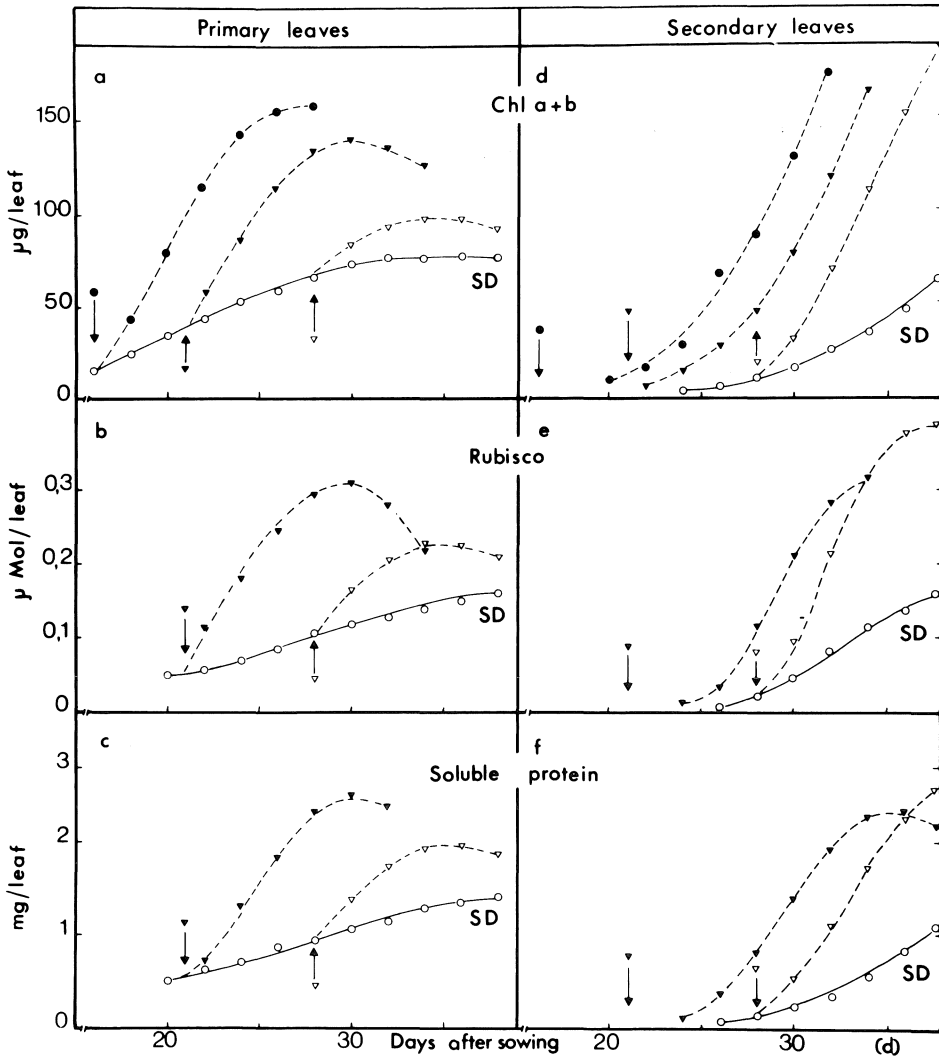 Primary leaves
Secondary leaves
a
d
Chl a+b
150
100
50
0
µg/leaf
SD
SD
b
e
Rubisco
0,3
0,2
0,1
0
µ Mol/leaf
SD
SD
c
f
Soluble protein
3
2
1
0
mg/leaf
SD
SD
20
30
Days after sowing
20
30
(d)